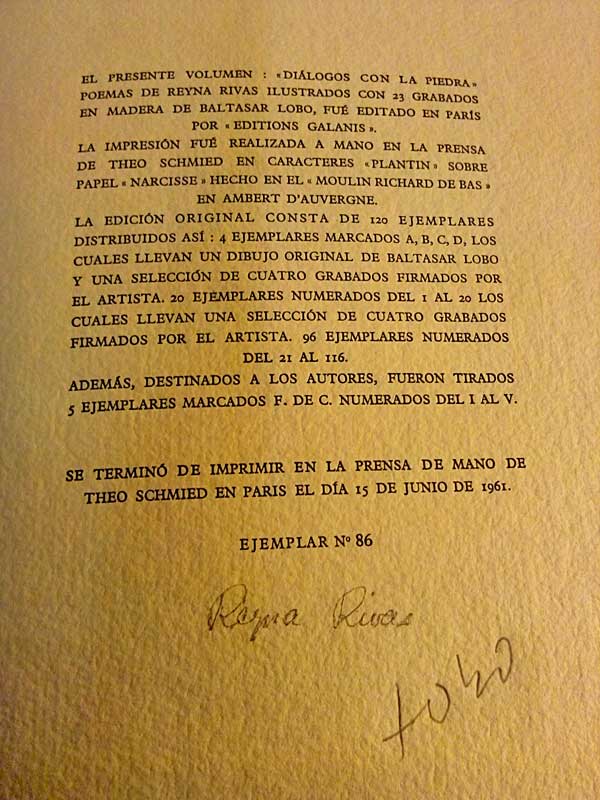 EL PRESENTE VOLUMEN : «DIÁLOGOS CON LA PIEDRA»
POEMAS DE REYNA RIVAS ILUSTRADOS CON 23 GRABADOS
EN MADERA DE BALTASAR LOBO, FUÉ EDITADO EN PARÍS
POR « EDITIONS GALANIS ».
LA IMPRESIÓN FUÉ REALIZADA A MANO EN LA PRENSA
DE THEO SCHMIED EN CARACTERES «PLANTIN» SOBRE
PAPEL « NARCISSE » HECHO EN EL « MOULIN RICHARD DE BAS »
EN AMBERT D'AUVERGNE.
LA EDICIÓN ORIGINAL CONSTA DE 120 EJEMPLARES
DISTRIBUIDOS ASÍ : 4 EJEMPLARES MARCADOS A, B, C, D, LOS
CUALES LLEVAN UN DIBUJO ORIGINAL DE BALTASAR LOBO
Y UNA SELECCIÓN DE CUATRO GRABADOS FIRMADOS POR
EL ARTISTA. 20 EJEMPLARES NUMERADOS DEL 1 AL 20 LOS
CUALES LLEVAN UNA SELECCIÓN DE CUATRO GRABADOS
FIRMADOS POR EL ARTISTA. 96 EJEMPLARES NUMERADOS
DEL 21 AL 116.
ADEMÁS, DESTINADOS A LOS AUTORES, FUERON TIRADOS
5 EJEMPLARES MARCADOS F. DE C. NUMERADOS DEL I AL V.
SE TERMINÓ DE IMPRIMIR EN LA PRENSA DE MANO DE
THEO SCHMIED EN PARIS EL DÍA 15 DE JUNIO DE 1961.
EJEMPLAR Nº 86
Reyna Rivas
Lobo